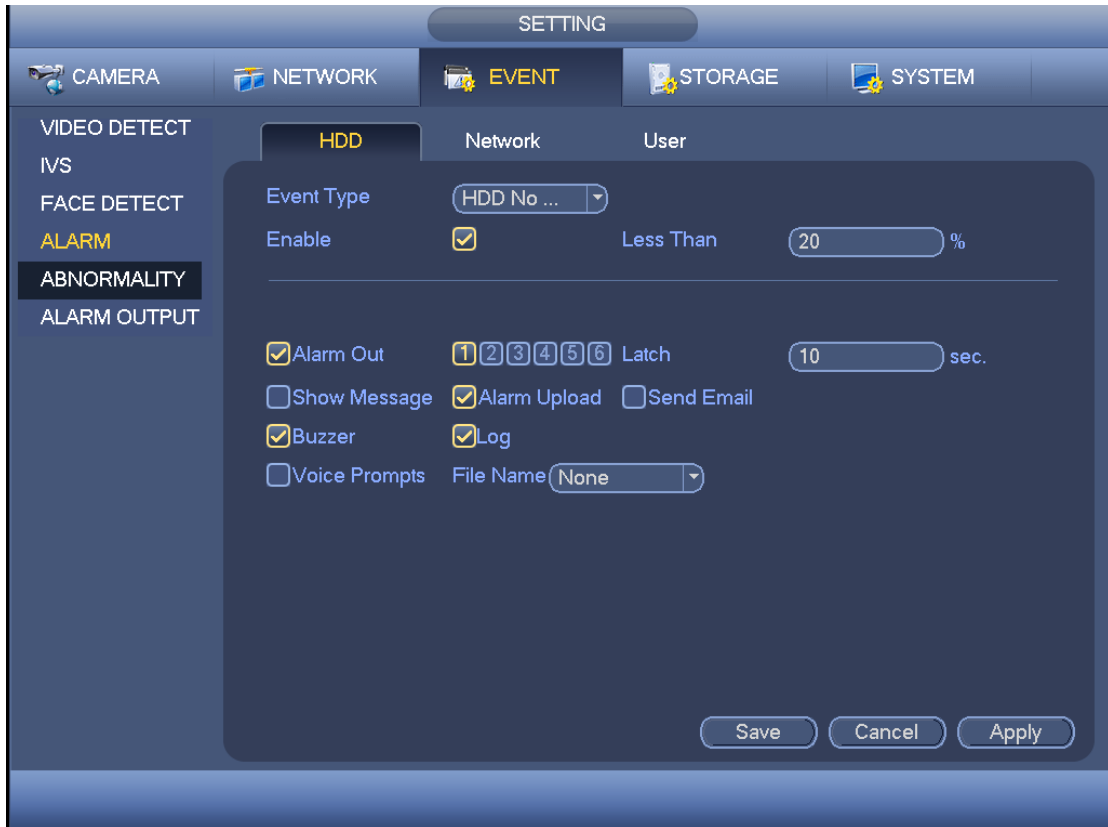 SETTING
CAMERA NETWORK EVENT STORAGE SYSTEM
VIDEO DETECT
IVS
FACE DETECT
ALARM
ABNORMALITY
ALARM OUTPUT
HDD Network User
Event Type HDD No ...
Enable Less Than 20 %
Alarm Out 1 2 3 4 5 6 Latch 10 sec.
Show Message Alarm Upload Send Email
Buzzer Log
Voice Prompts File Name None
Save Cancel Apply